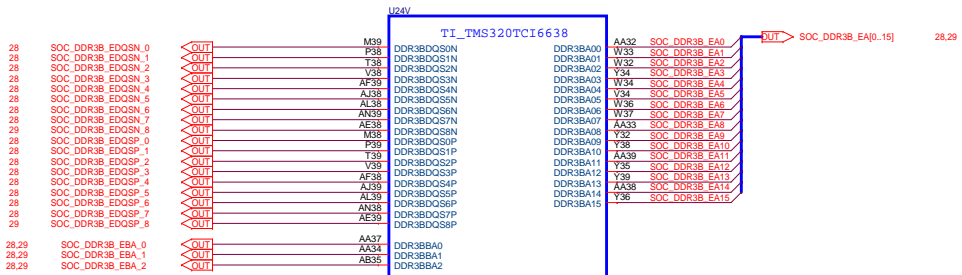 U24V
TI_TMS320TCI6638
28 SOC_DDR3B_EDQSN_0 OUT M39 DDR3BDQS0N DDR3BA00 AA32 SOC_DDR3B_EA0 OUT SOC_DDR3B_EA[0..15] 28,29
28 SOC_DDR3B_EDQSN_1 OUT P38 DDR3BDQS1N DDR3BA01 W33 SOC_DDR3B_EA1
28 SOC_DDR3B_EDQSN_2 OUT T38 DDR3BDQS2N DDR3BA02 W32 SOC_DDR3B_EA2
28 SOC_DDR3B_EDQSN_3 OUT V38 DDR3BDQS3N DDR3BA03 Y34 SOC_DDR3B_EA3
28 SOC_DDR3B_EDQSN_4 OUT AF39 DDR3BDQS4N DDR3BA04 W34 SOC_DDR3B_EA4
28 SOC_DDR3B_EDQSN_5 OUT AJ38 DDR3BDQS5N DDR3BA05 V34 SOC_DDR3B_EA5
28 SOC_DDR3B_EDQSN_6 OUT AL38 DDR3BDQS6N DDR3BA06 W36 SOC_DDR3B_EA6
28 SOC_DDR3B_EDQSN_7 OUT AN39 DDR3BDQS7N DDR3BA07 W37 SOC_DDR3B_EA7
29 SOC_DDR3B_EDQSN_8 OUT AE38 DDR3BDQS8N DDR3BA08 AA33 SOC_DDR3B_EA8
28 SOC_DDR3B_EDQSP_0 OUT M38 DDR3BDQS0P DDR3BA09 Y32 SOC_DDR3B_EA9
28 SOC_DDR3B_EDQSP_1 OUT P39 DDR3BDQS1P DDR3BA10 Y38 SOC_DDR3B_EA10
28 SOC_DDR3B_EDQSP_2 OUT T39 DDR3BDQS2P DDR3BA11 AA39 SOC_DDR3B_EA11
28 SOC_DDR3B_EDQSP_3 OUT V39 DDR3BDQS3P DDR3BA12 Y35 SOC_DDR3B_EA12
28 SOC_DDR3B_EDQSP_4 OUT AF38 DDR3BDQS4P DDR3BA13 Y39 SOC_DDR3B_EA13
28 SOC_DDR3B_EDQSP_5 OUT AJ39 DDR3BDQS5P DDR3BA14 AA38 SOC_DDR3B_EA14
28 SOC_DDR3B_EDQSP_6 OUT AL39 DDR3BDQS6P DDR3BA15 Y36 SOC_DDR3B_EA15
28 SOC_DDR3B_EDQSP_7 OUT AN38 DDR3BDQS7P
29 SOC_DDR3B_EDQSP_8 OUT AE39 DDR3BDQS8P
28,29 SOC_DDR3B_EBA_0 OUT AA37 DDR3BBA0
28,29 SOC_DDR3B_EBA_1 OUT AA34 DDR3BBA1
28,29 SOC_DDR3B_EBA_2 OUT AB35 DDR3BBA2